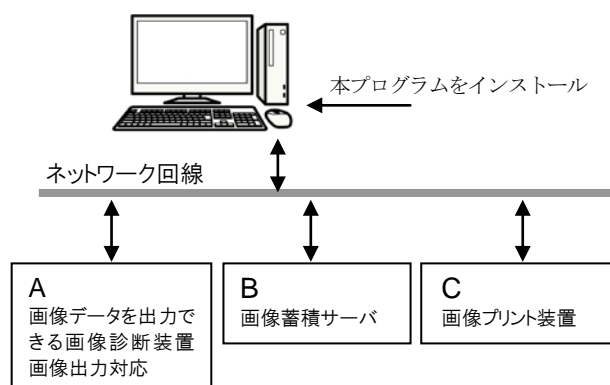 本プログラムをインストール
ネットワーク回線
A
画像データを出力で
きる画像診断装置
画像出力対応
B
画像蓄積サーバ
C
画像プリント装置